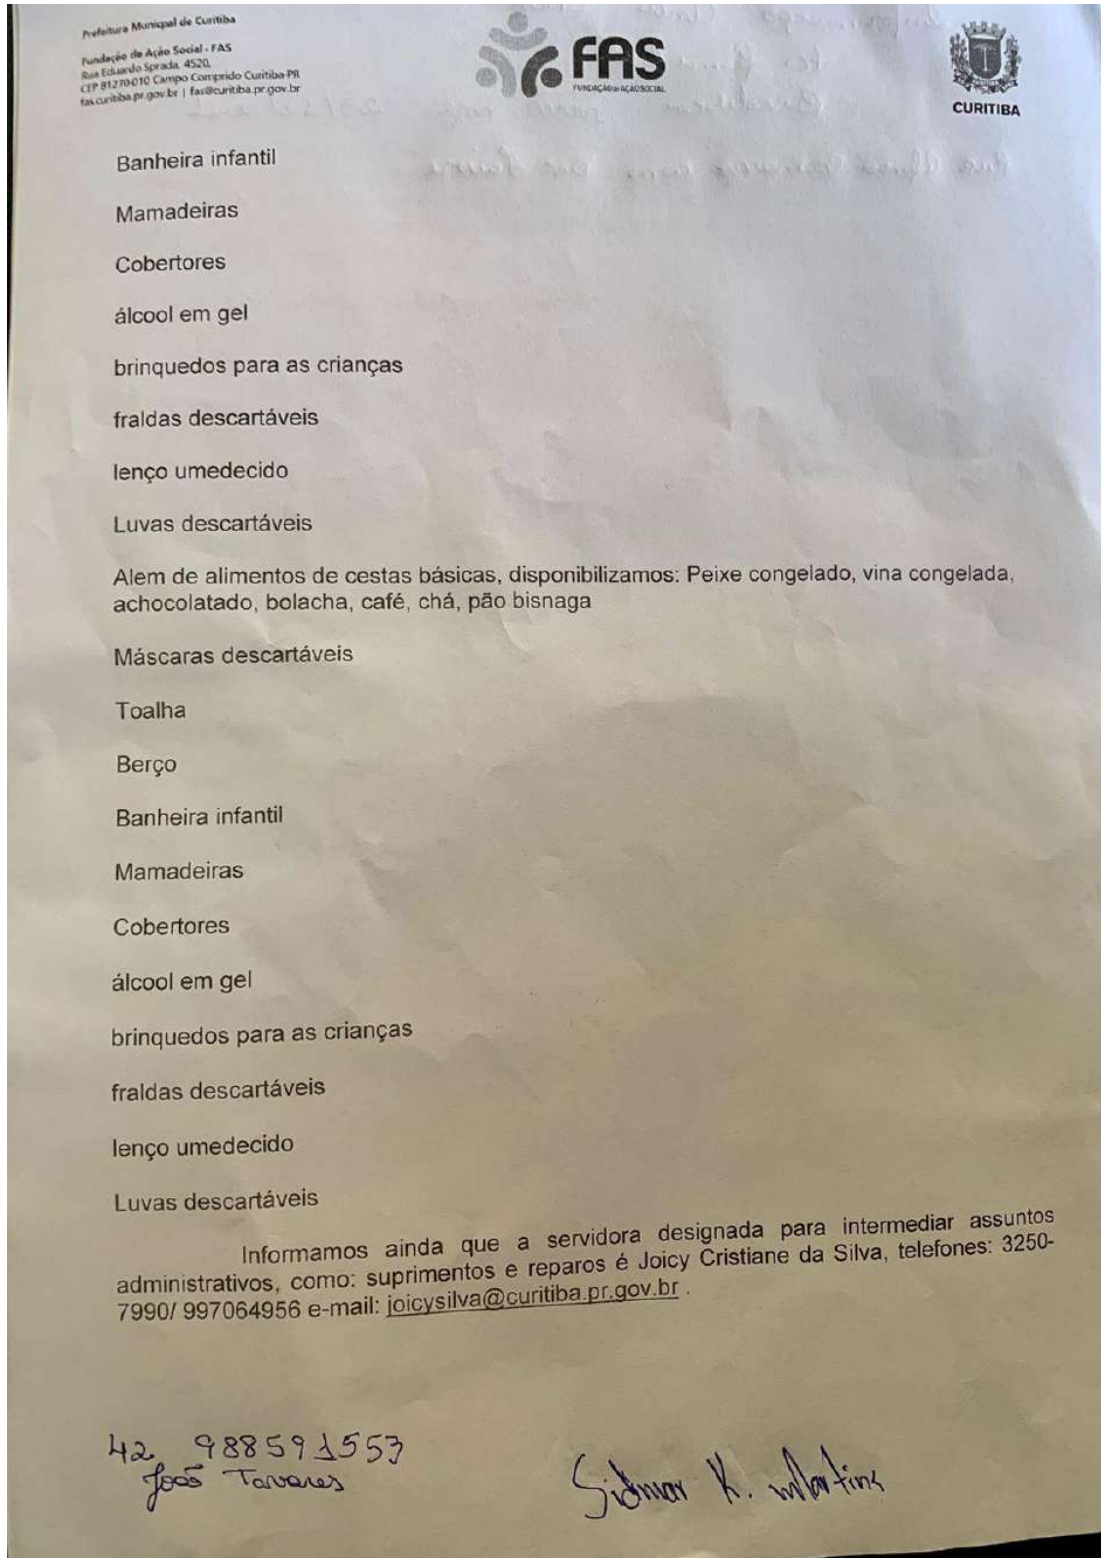 Prefeitura Municipal de Curitiba
Fundação de Ação Social - FAS
Rua Eduardo Sprada, 4520,
CEP 81270-010 Campo Comprido Curitiba-PR
fas.curitiba.pr.gov.br | fas@curitiba.pr.gov.br
FAS
FUNDAÇÃO DE AÇÃO SOCIAL
CURITIBA
Banheira infantil
Mamadeiras
Cobertores
álcool em gel
brinquedos para as crianças
fraldas descartáveis
lenço umedecido
Luvas descartáveis
Alem de alimentos de cestas básicas, disponibilizamos: Peixe congelado, vina congelada,
achocolatado, bolacha, café, chá, pão bisnaga
Máscaras descartáveis
Toalha
Berço
Banheira infantil
Mamadeiras
Cobertores
álcool em gel
brinquedos para as crianças
fraldas descartáveis
lenço umedecido
Luvas descartáveis
Informamos ainda que a servidora designada para intermediar assuntos
administrativos, como: suprimentos e reparos é Joicy Cristiane da Silva, telefones: 3250-
7990/ 997064956 e-mail: joicysilva@curitiba.pr.gov.br .
42 988591553
João Tavares
Sidmar K. Martins